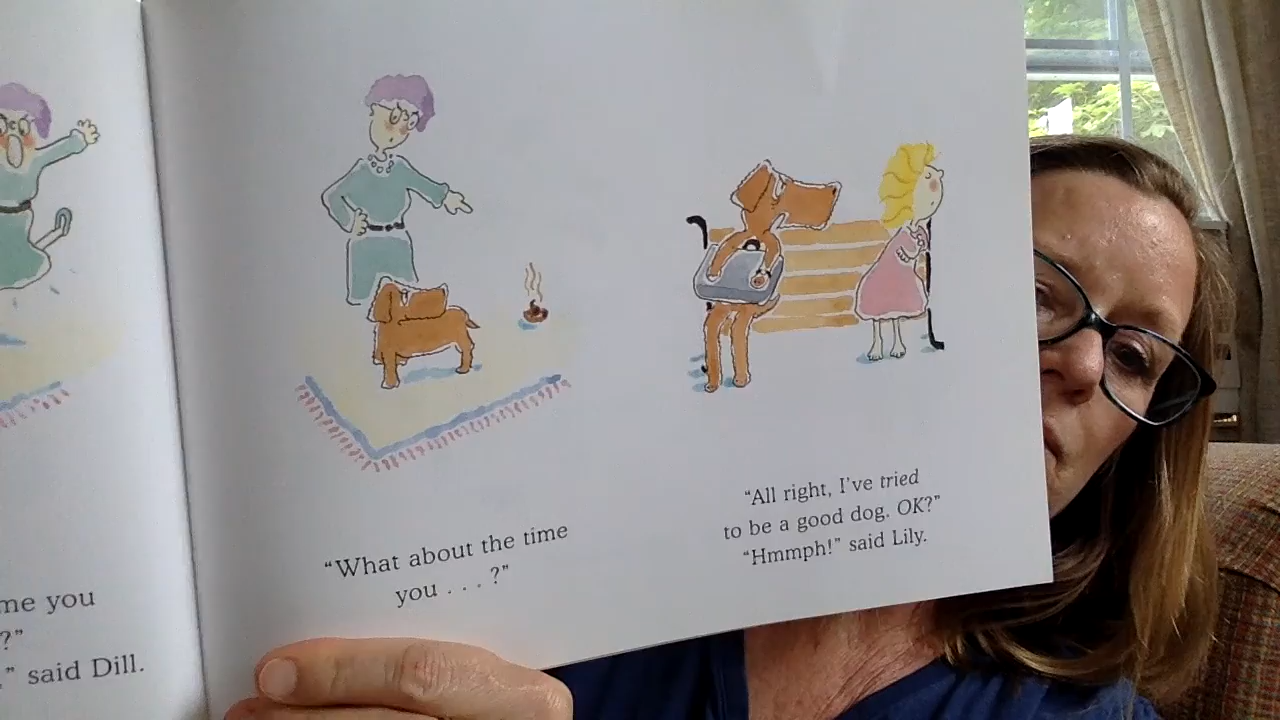 me you
?"
" said Dill.
"What about the time
you . . . ?"
"All right, I've tried
to be a good dog. OK?"
"Hmmph!" said Lily.